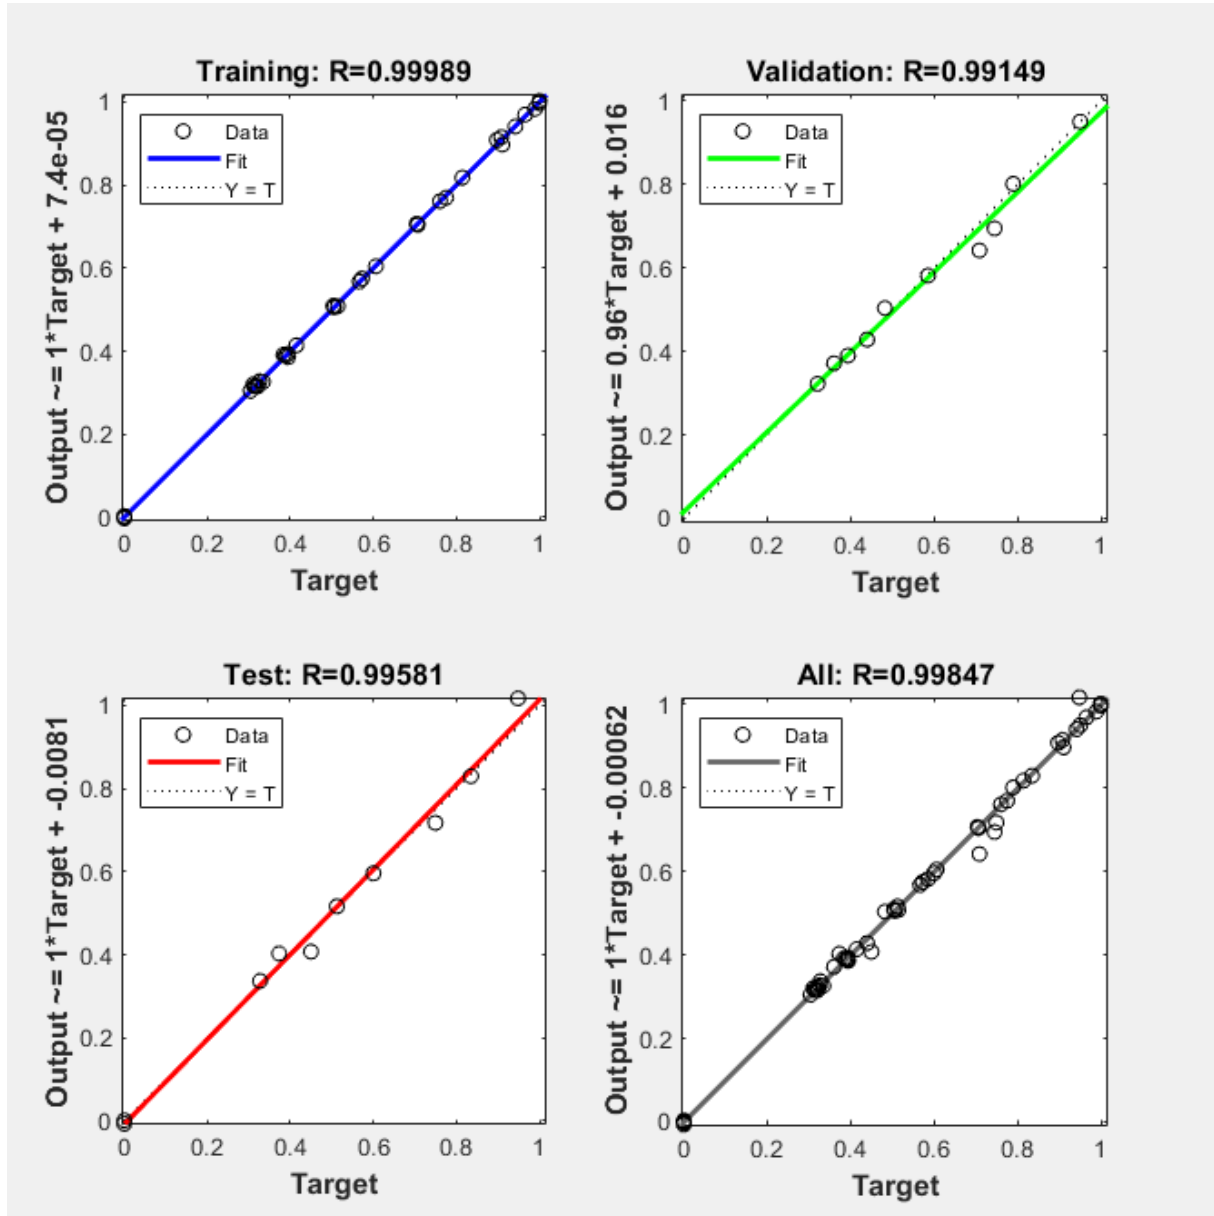 Training: R=0.99989
Output ~= 1*Target + 7.4e-05
1
0.8
0.6
0.4
0.2
0
Data
Fit
Y = T
0 0.2 0.4 0.6 0.8 1
Target
Validation: R=0.99149
Output ~= 0.96*Target + 0.016
1
0.8
0.6
0.4
0.2
0
Data
Fit
Y = T
0 0.2 0.4 0.6 0.8 1
Target
Test: R=0.99581
Output ~= 1*Target + -0.0081
1
0.8
0.6
0.4
0.2
0
Data
Fit
Y = T
0 0.2 0.4 0.6 0.8 1
Target
All: R=0.99847
Output ~= 1*Target + -0.00062
1
0.8
0.6
0.4
0.2
0
Data
Fit
Y = T
0 0.2 0.4 0.6 0.8 1
Target